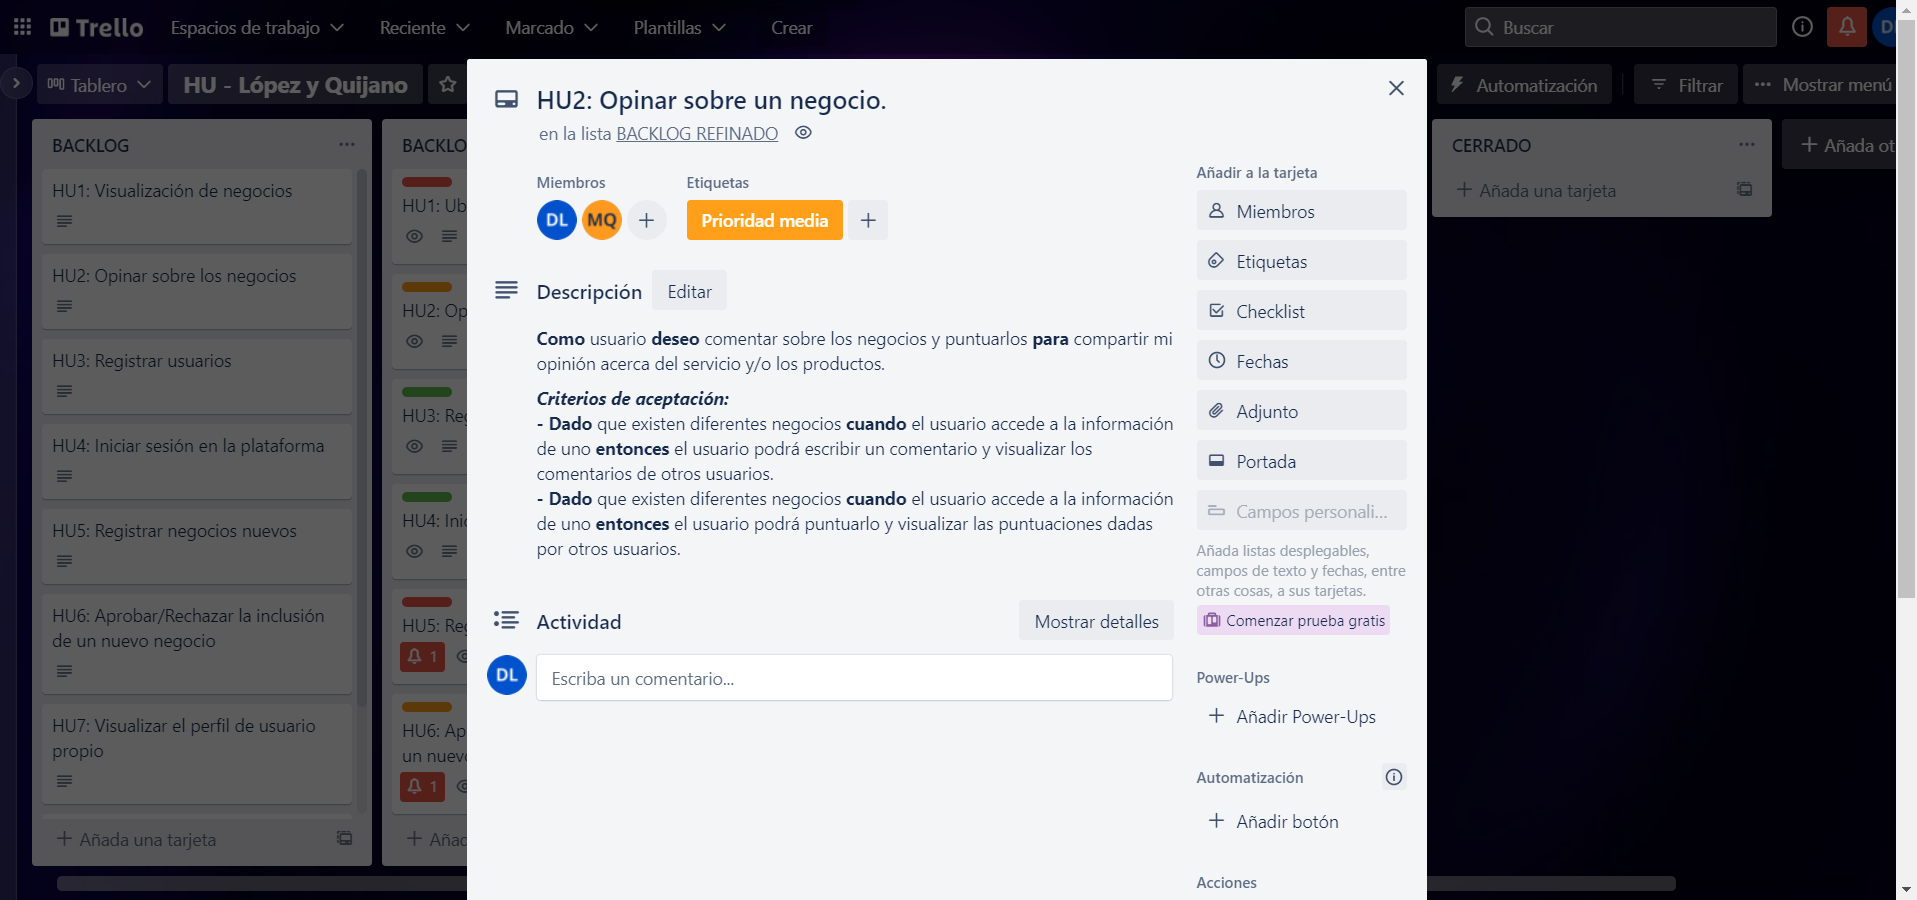 Trello
Espacios de trabajo
Reciente
Marcado
Plantillas
Crear
Buscar
Tablero
HU - López y Quijano
Automatización
Filtrar
Mostrar menú
BACKLOG
HU1: Visualización de negocios
HU2: Opinar sobre los negocios
HU3: Registrar usuarios
HU4: Iniciar sesión en la plataforma
HU5: Registrar negocios nuevos
HU6: Aprobar/Rechazar la inclusión
de un nuevo negocio
HU7: Visualizar el perfil de usuario
propio
+ Añada una tarjeta
BACKLO
HU1: Ub
HU2: Op
HU3: Reg
HU4: Inic
HU5: Reg
1
HU6: Ap
un nuev
1
+ Añad
HU2: Opinar sobre un negocio.
en la lista BACKLOG REFINADO
Miembros
DL MQ +
Etiquetas
Prioridad media +
Descripción
Editar
Como usuario deseo comentar sobre los negocios y puntuarlos para compartir mi
opinión acerca del servicio y/o los productos.
Criterios de aceptación:
- Dado que existen diferentes negocios cuando el usuario accede a la información
de uno entonces el usuario podrá escribir un comentario y visualizar los
comentarios de otros usuarios.
- Dado que existen diferentes negocios cuando el usuario accede a la información
de uno entonces el usuario podrá puntuarlo y visualizar las puntuaciones dadas
por otros usuarios.
Actividad
Mostrar detalles
DL
Escriba un comentario...
Añadir a la tarjeta
Miembros
Etiquetas
Checklist
Fechas
Adjunto
Portada
Campos personali...
Añada listas desplegables,
campos de texto y fechas, entre
otras cosas, a sus tarjetas.
Comenzar prueba gratis
Power-Ups
+ Añadir Power-Ups
Automatización
+ Añadir botón
Acciones
CERRADO
+ Añada una tarjeta
+ Añada ot